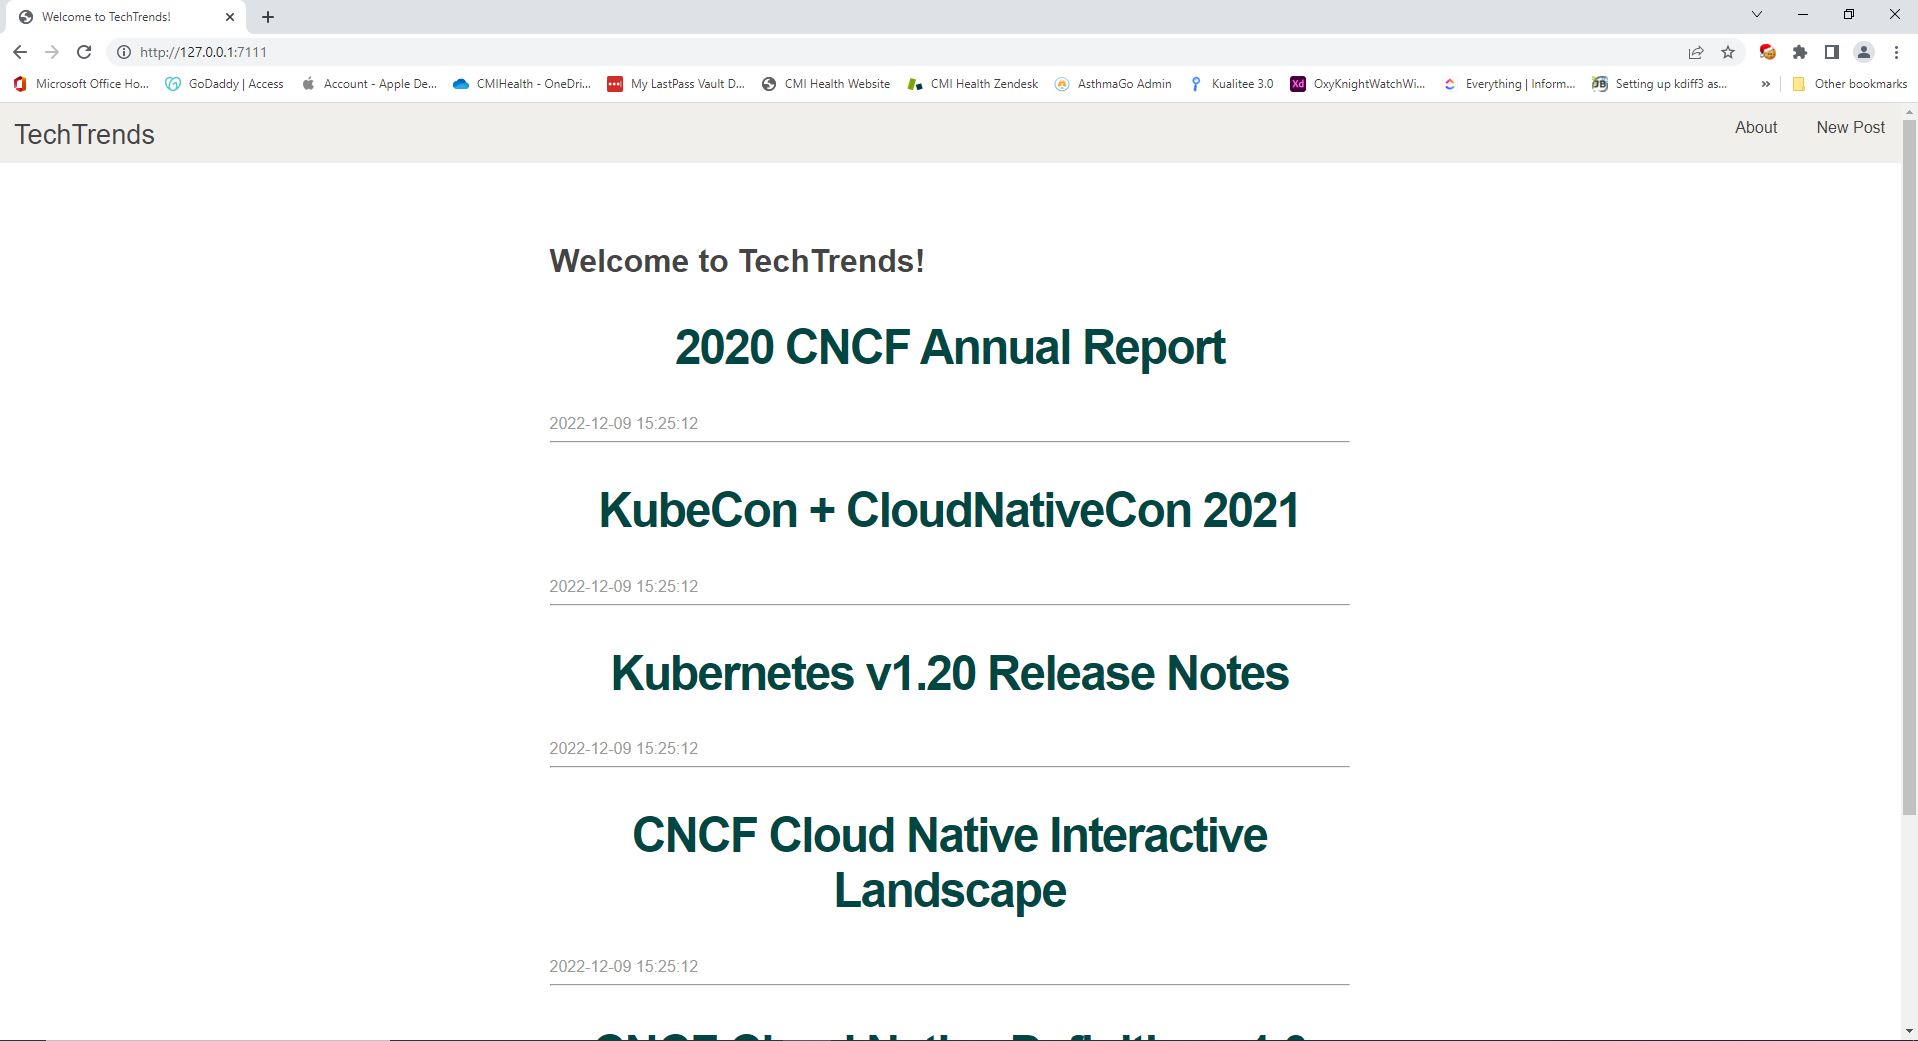 Welcome to TechTrends!
http://127.0.0.1:7111
Microsoft Office Ho... GoDaddy | Access Account - Apple De... CMIHealth - OneDri... My LastPass Vault D... CMI Health Website CMI Health Zendesk AsthmaGo Admin Kualitee 3.0 Xd OxyKnightWatchWi... Everything | Inform... Setting up kdiff3 as... » Other bookmarks
TechTrends About New Post
Welcome to TechTrends!
2020 CNCF Annual Report
2022-12-09 15:25:12
KubeCon + CloudNativeCon 2021
2022-12-09 15:25:12
Kubernetes v1.20 Release Notes
2022-12-09 15:25:12
CNCF Cloud Native Interactive
Landscape
2022-12-09 15:25:12
CNCF Cloud Native